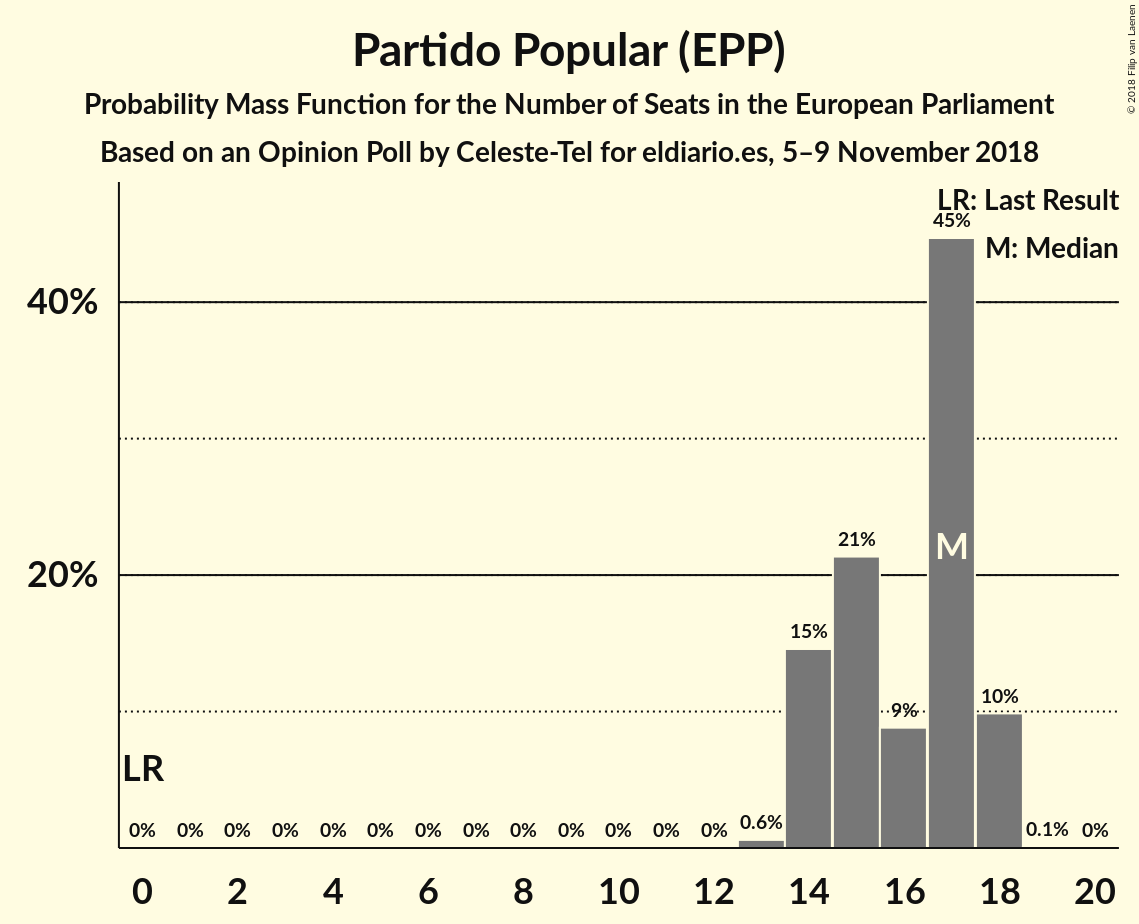 Partido Popular (EPP)
Probability Mass Function for the Number of Seats in the European Parliament
Based on an Opinion Poll by Celeste-Tel for eldiario.es, 5–9 November 2018
© 2018 Filip van Laenen
LR: Last Result
M: Median
40%
20%
45%
M
21%
15%
9%
10%
LR
0% 0% 0% 0% 0% 0% 0% 0% 0% 0% 0% 0% 0% 0.6% 0.1% 0%
0 2 4 6 8 10 12 14 16 18 20